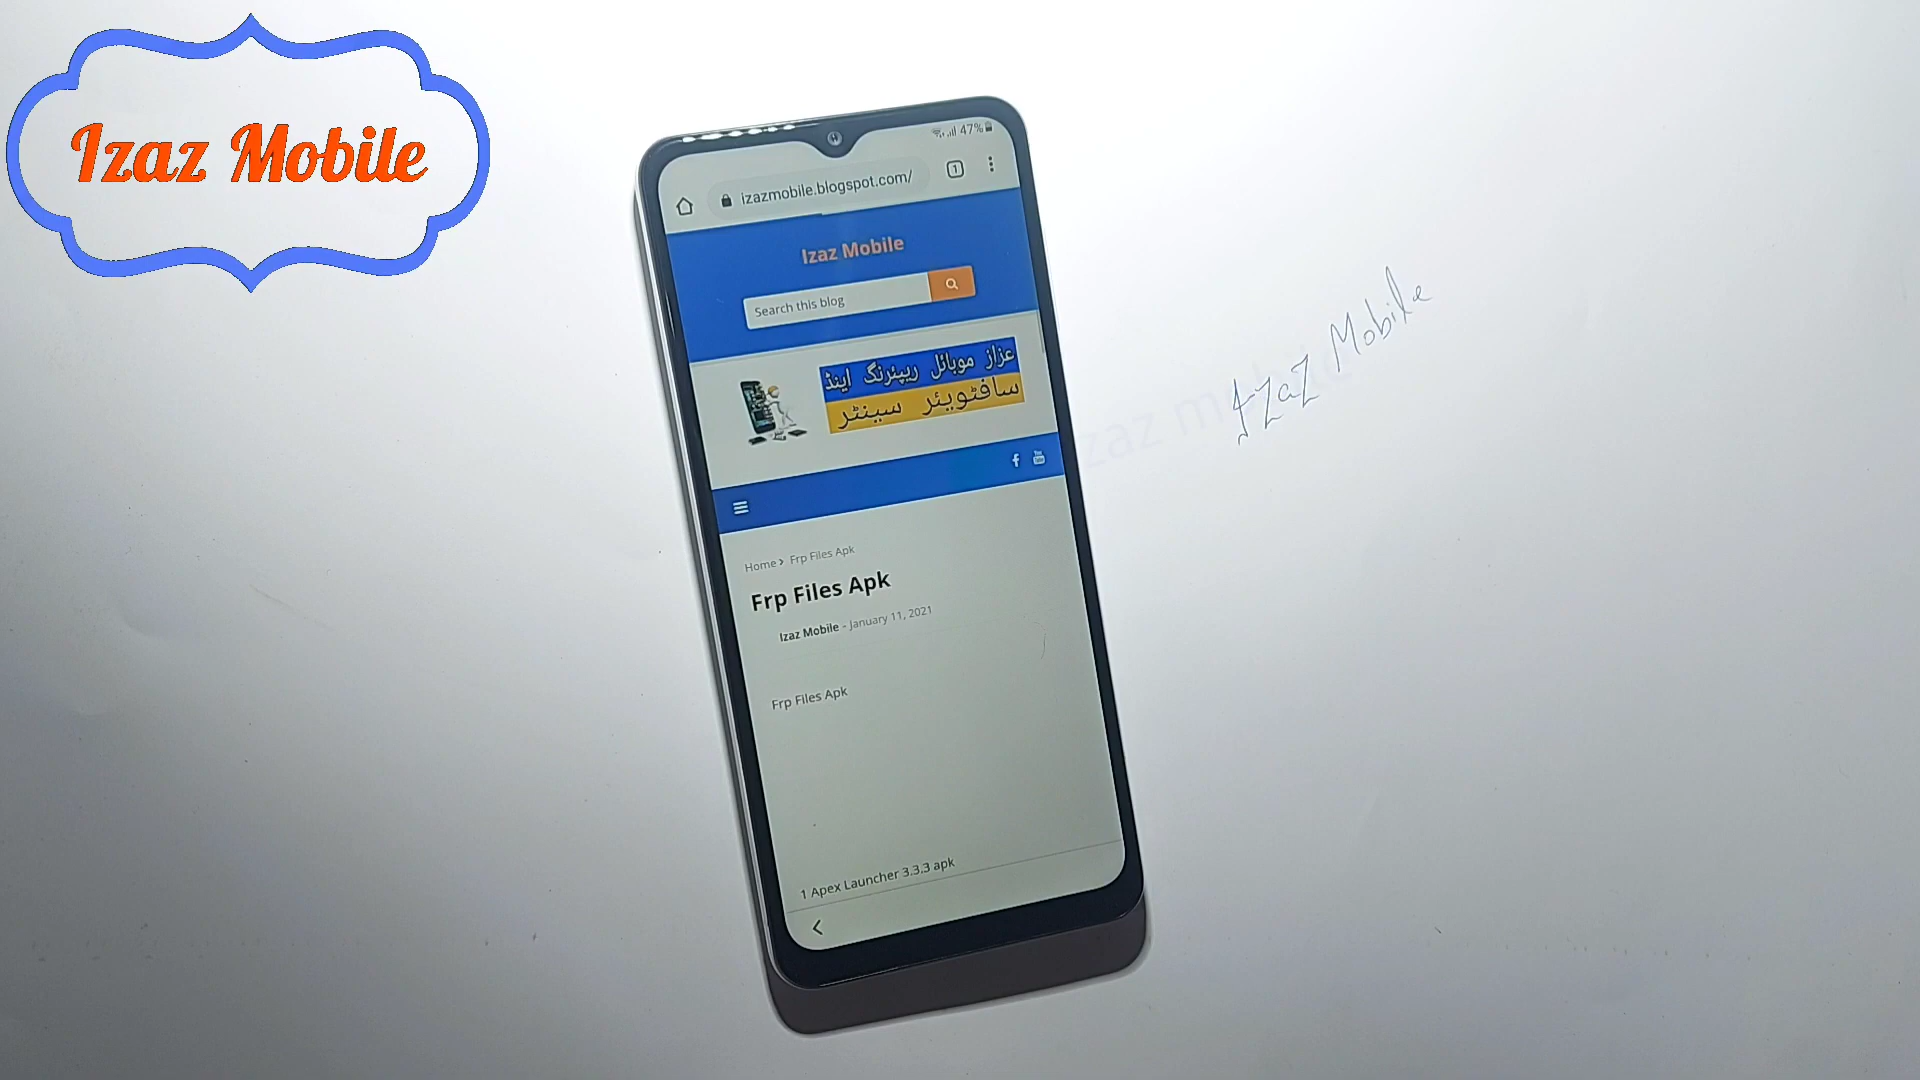 Izaz Mobile
47%
izazmobile.blogspot.com/
1
Izaz Mobile
Search this blog
عزاز موبائل ریپئرنگ اینڈ
سافٹویئر سینٹر
Home › Frp Files Apk
Frp Files Apk
Izaz Mobile - January 11, 2021
Frp Files Apk
1 Apex Launcher 3.3.3 apk
Izaz Mobile
izaz mobile